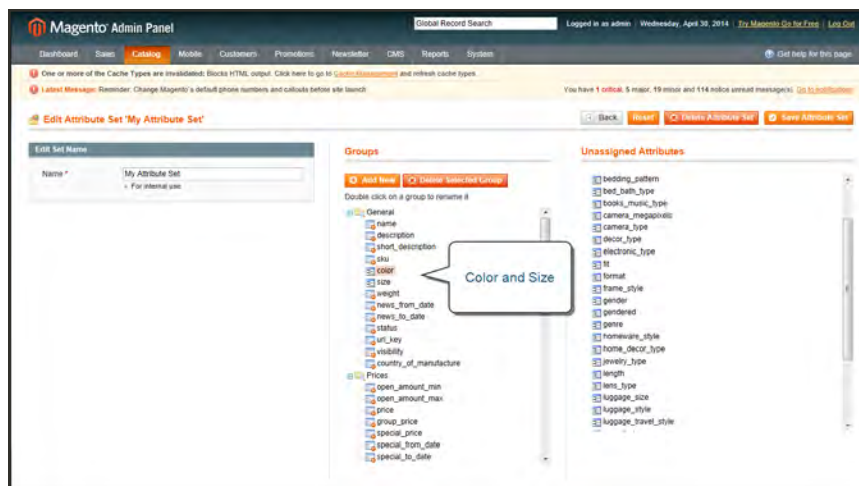 Magento Admin Panel
Global Record Search
Logged in as admin | Wednesday, April 30, 2014 | Try Magento Go for Free | Log Out
Dashboard Sales Catalog Mobile Customers Promotions Newsletter CMS Reports System
Get help for this page
One or more of the Cache Types are invalidated: Blocks HTML output. Click here to go to Cache Management and refresh cache types.
Latest Message: Reminder: Change Magento's default phone numbers and callouts before site launch
You have 1 critical, 5 major, 19 minor and 114 notice unread message(s). Go to notifications
Edit Attribute Set 'My Attribute Set'
Back Reset Delete Attribute Set Save Attribute Set
Edit Set Name
Name *
My Attribute Set
For internal use
Groups
Add New Delete Selected Group
Double click on a group to rename it
General
name
description
short_description
sku
color
size
weight
news_from_date
news_to_date
status
url_key
visibility
country_of_manufacture
Prices
open_amount_min
open_amount_max
price
group_price
special_price
special_from_date
special_to_date
Color and Size
Unassigned Attributes
bedding_pattern
bed_bath_type
books_music_type
camera_megapixels
camera_type
decor_type
electronic_type
fit
format
frame_style
gender
gendered
genre
homeware_style
home_decor_type
jewelry_type
length
lens_type
luggage_size
luggage_style
luggage_travel_style